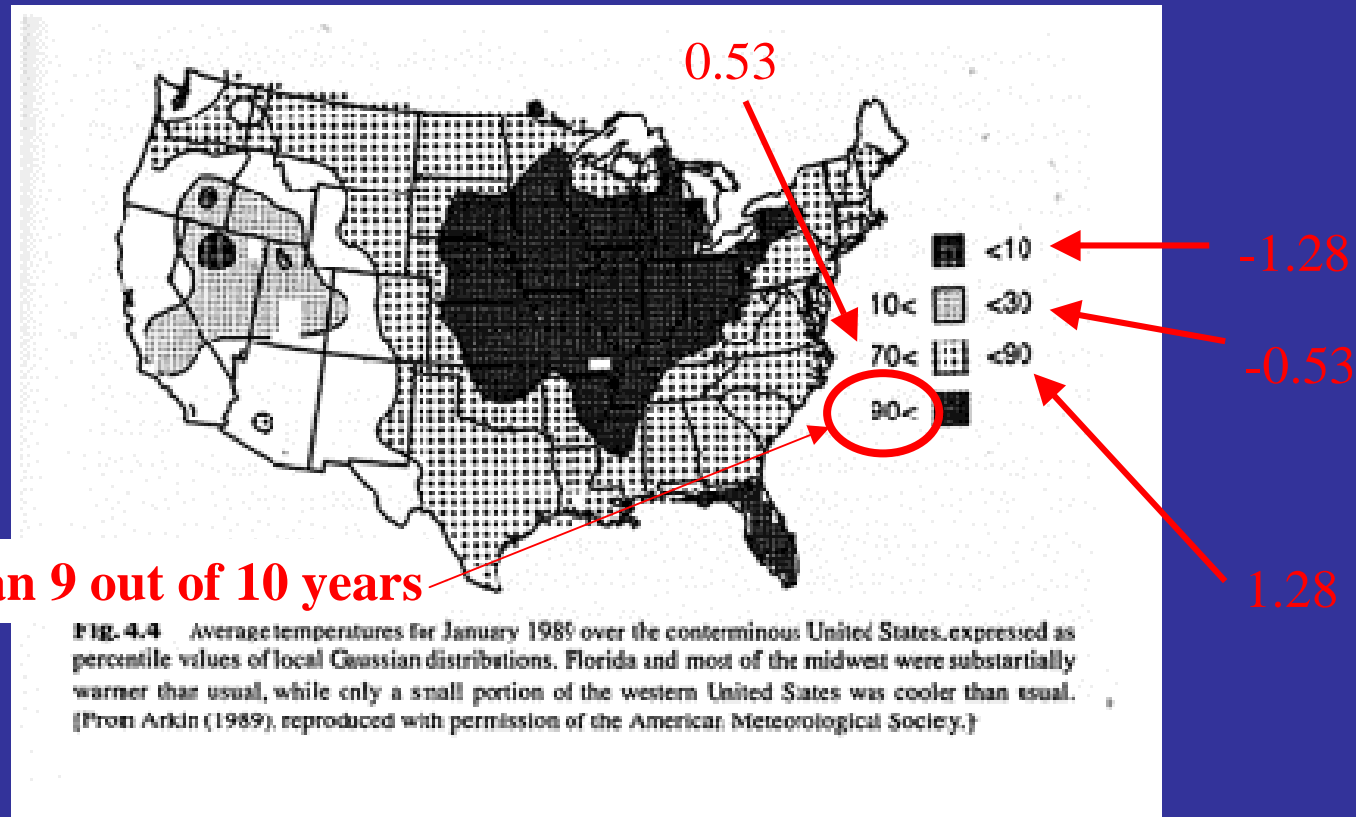 0.53
<10
-1.28
10< <30
-0.53
70< <90
90<
1.28
an 9 out of 10 years
Fig. 4.4 Average temperatures for January 1989 over the conterminous United States, expressed as
percentile values of local Gaussian distributions. Florida and most of the midwest were substantially
warmer than usual, while only a small portion of the western United States was cooler than usual.
[From Arkin (1989), reproduced with permission of the American Meteorological Society.]